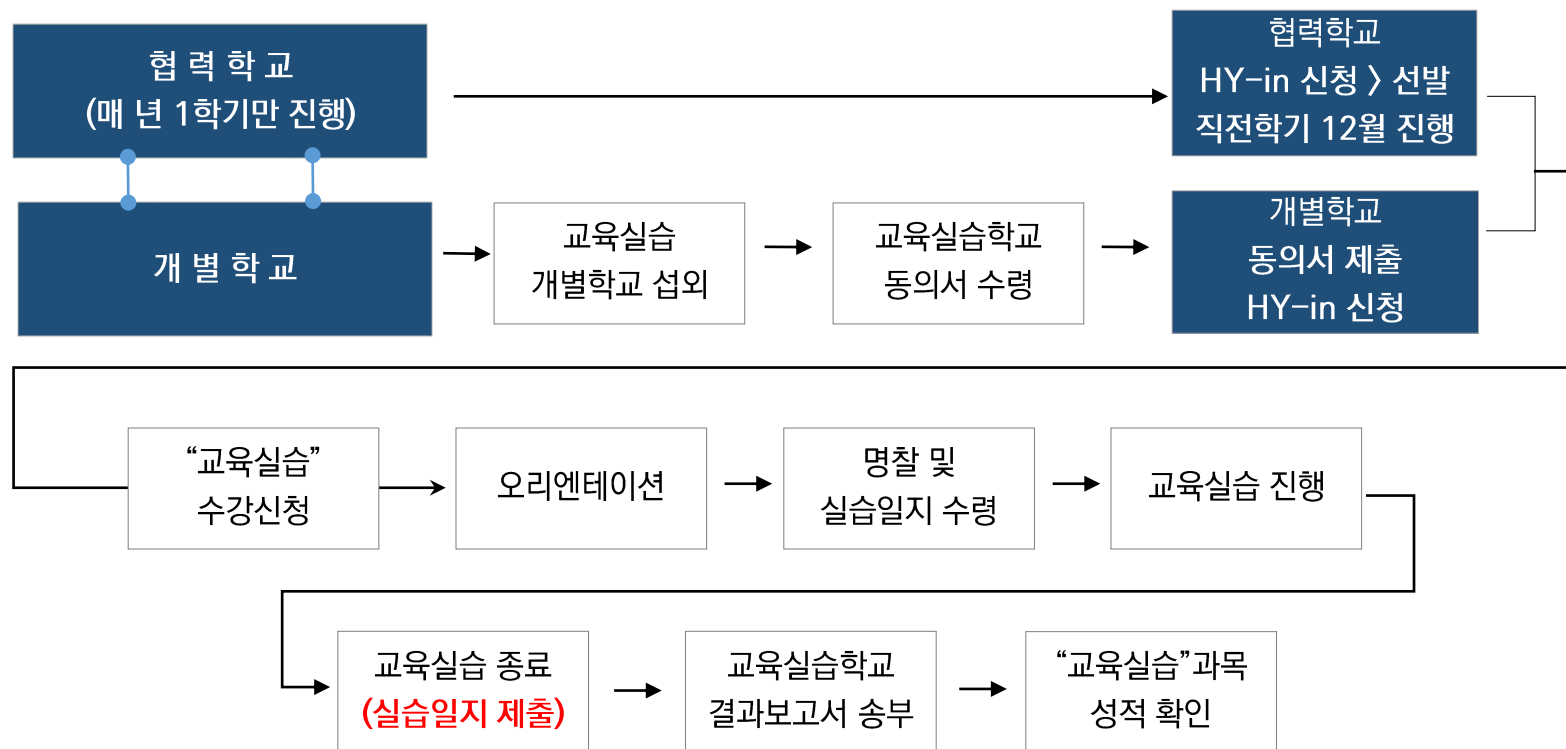 협 력 학 교
(매 년 1학기만 진행)
협력학교
HY-in 신청 > 선발
직전학기 12월 진행
개 별 학 교
교육실습
개별학교 섭외
교육실습학교
동의서 수령
개별학교
동의서 제출
HY-in 신청
“교육실습”
수강신청
오리엔테이션
명찰 및
실습일지 수령
교육실습 진행
교육실습 종료
(실습일지 제출)
교육실습학교
결과보고서 송부
“교육실습”과목
성적 확인